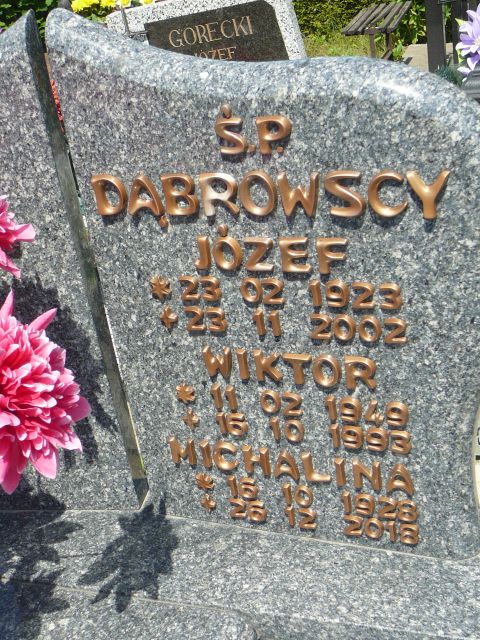 GORECKI
JÓZEF
Ś.P.
DĄBROWSCY
JÓZEF
* 23 02 1923
+ 23 11 2002
WIKTOR
* 11 02 1949
+ 16 10 1993
MICHALINA
* 16 10 1928
+ 26 12 2018